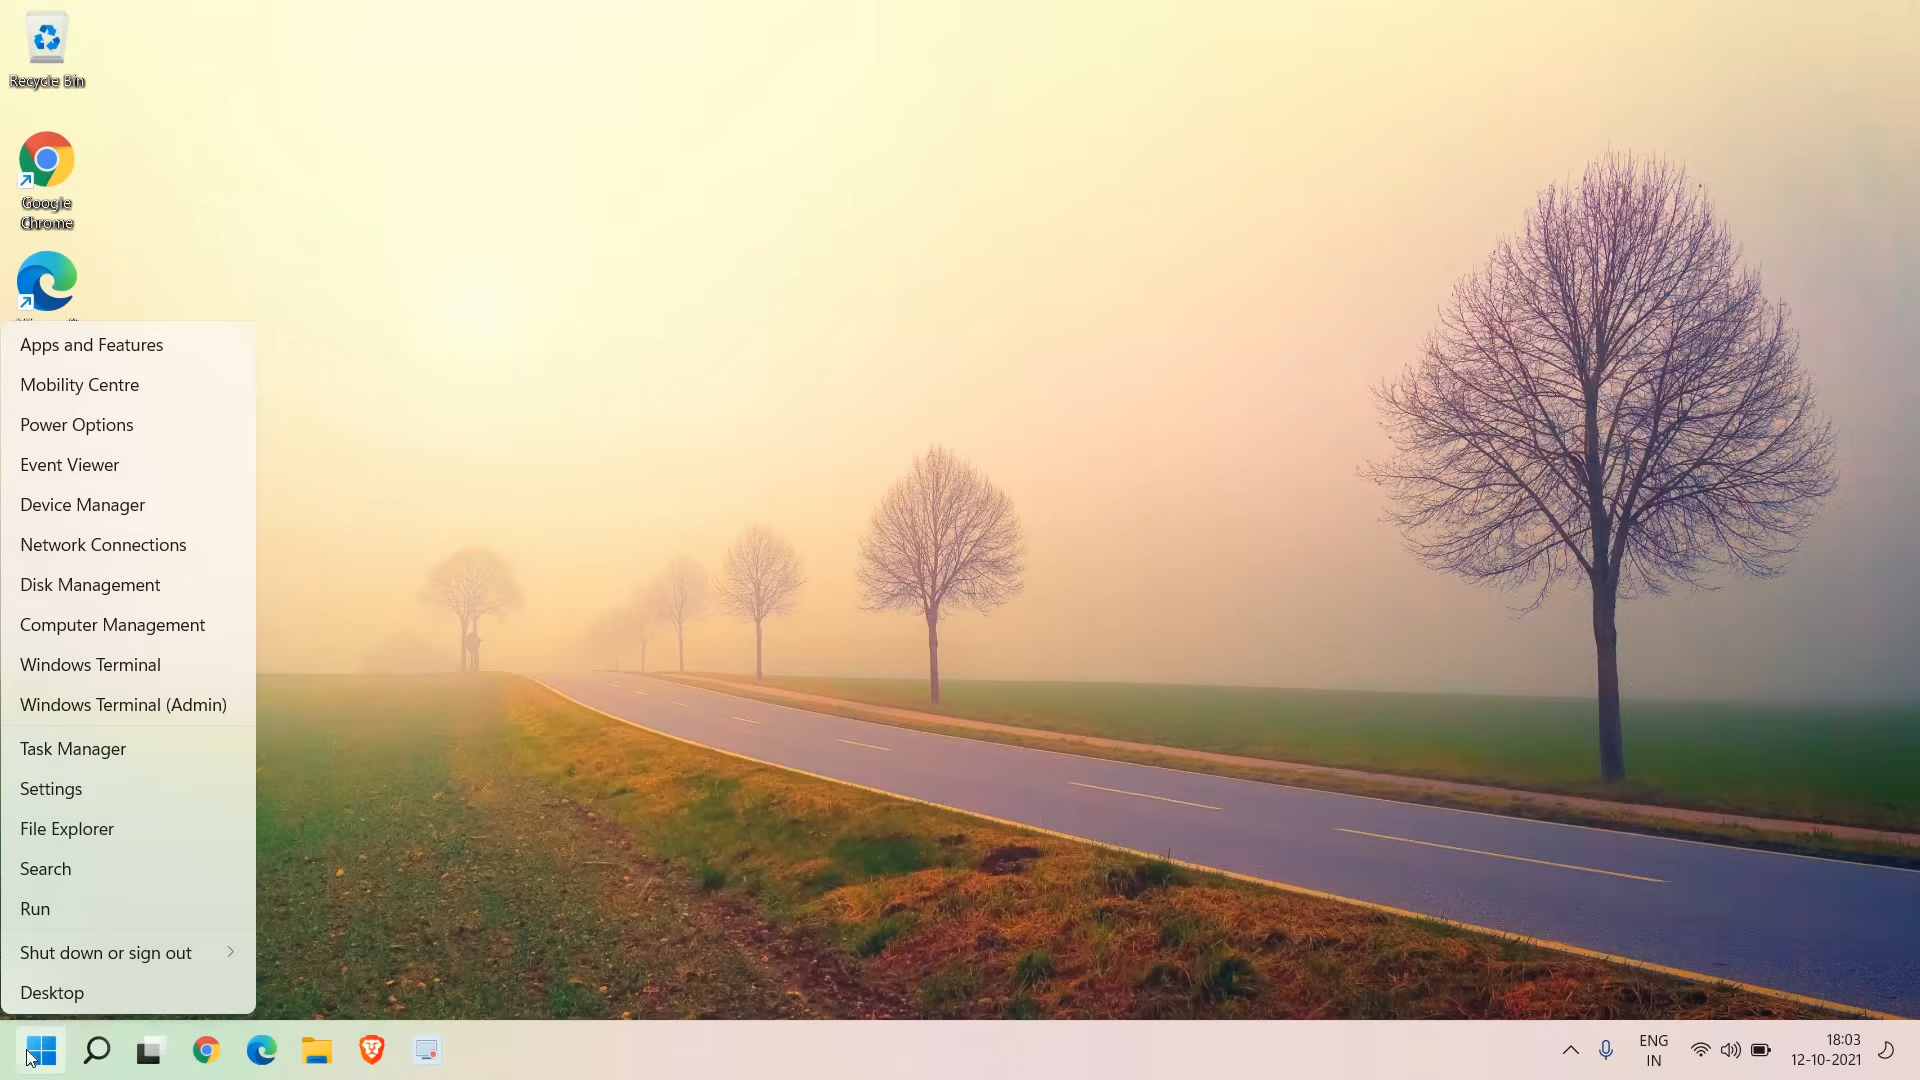 Recycle Bin
Google
Chrome
Apps and Features
Mobility Centre
Power Options
Event Viewer
Device Manager
Network Connections
Disk Management
Computer Management
Windows Terminal
Windows Terminal (Admin)
Task Manager
Settings
File Explorer
Search
Run
Shut down or sign out
Desktop
ENG
IN
18:03
12-10-2021